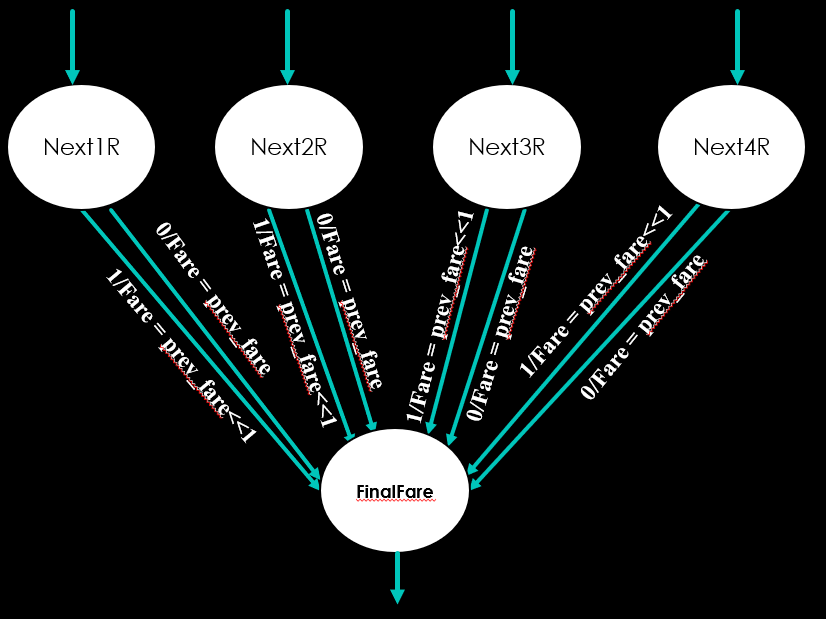 Next1R
Next2R
Next3R
Next4R
1/Fare = prev_fare<<1
0/Fare = prev_fare
1/Fare = prev_fare<<1
0/Fare = prev_fare
1/Fare = prev_fare<<1
0/Fare = prev_fare
1/Fare = prev_fare<<1
0/Fare = prev_fare
FinalFare